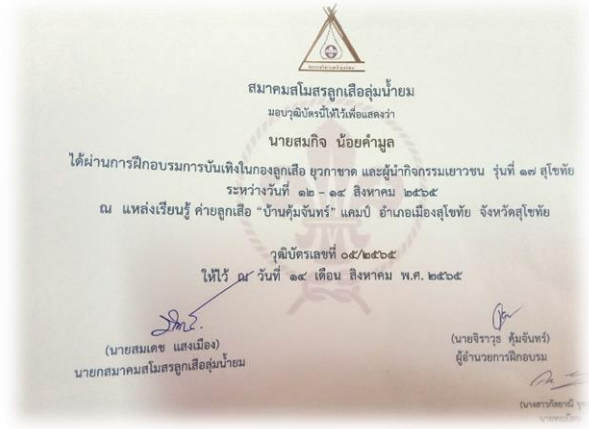 สมาคมสโมสรลูกเสือลุ่มน้ำยม
มอบวุฒิบัตรนี้ให้ไว้เพื่อแสดงว่า
นายสมกิจ น้อยคำมูล
ได้ผ่านการฝึกอบรมการบันเทิงในกองลูกเสือ ยุวกาชาด และผู้นำกิจกรรมเยาวชน รุ่นที่ ๑๗ สุโขทัย
ระหว่างวันที่ ๑๒ – ๑๔ สิงหาคม ๒๕๖๕
ณ แหล่งเรียนรู้ ค่ายลูกเสือ “บ้านคุ้มจันทร์” แคมป์ อำเภอเมืองสุโขทัย จังหวัดสุโขทัย
วุฒิบัตรเลขที่ ๐๕/๒๕๖๕
ให้ไว้ ณ วันที่ ๑๔ เดือน สิงหาคม พ.ศ. ๒๕๖๕
(นายสมเดช แสงเมือง)
นายกสมาคมสโมสรลูกเสือลุ่มน้ำยม
(นายจิราวุธ คุ้มจันทร์)
ผู้อำนวยการฝึกอบรม